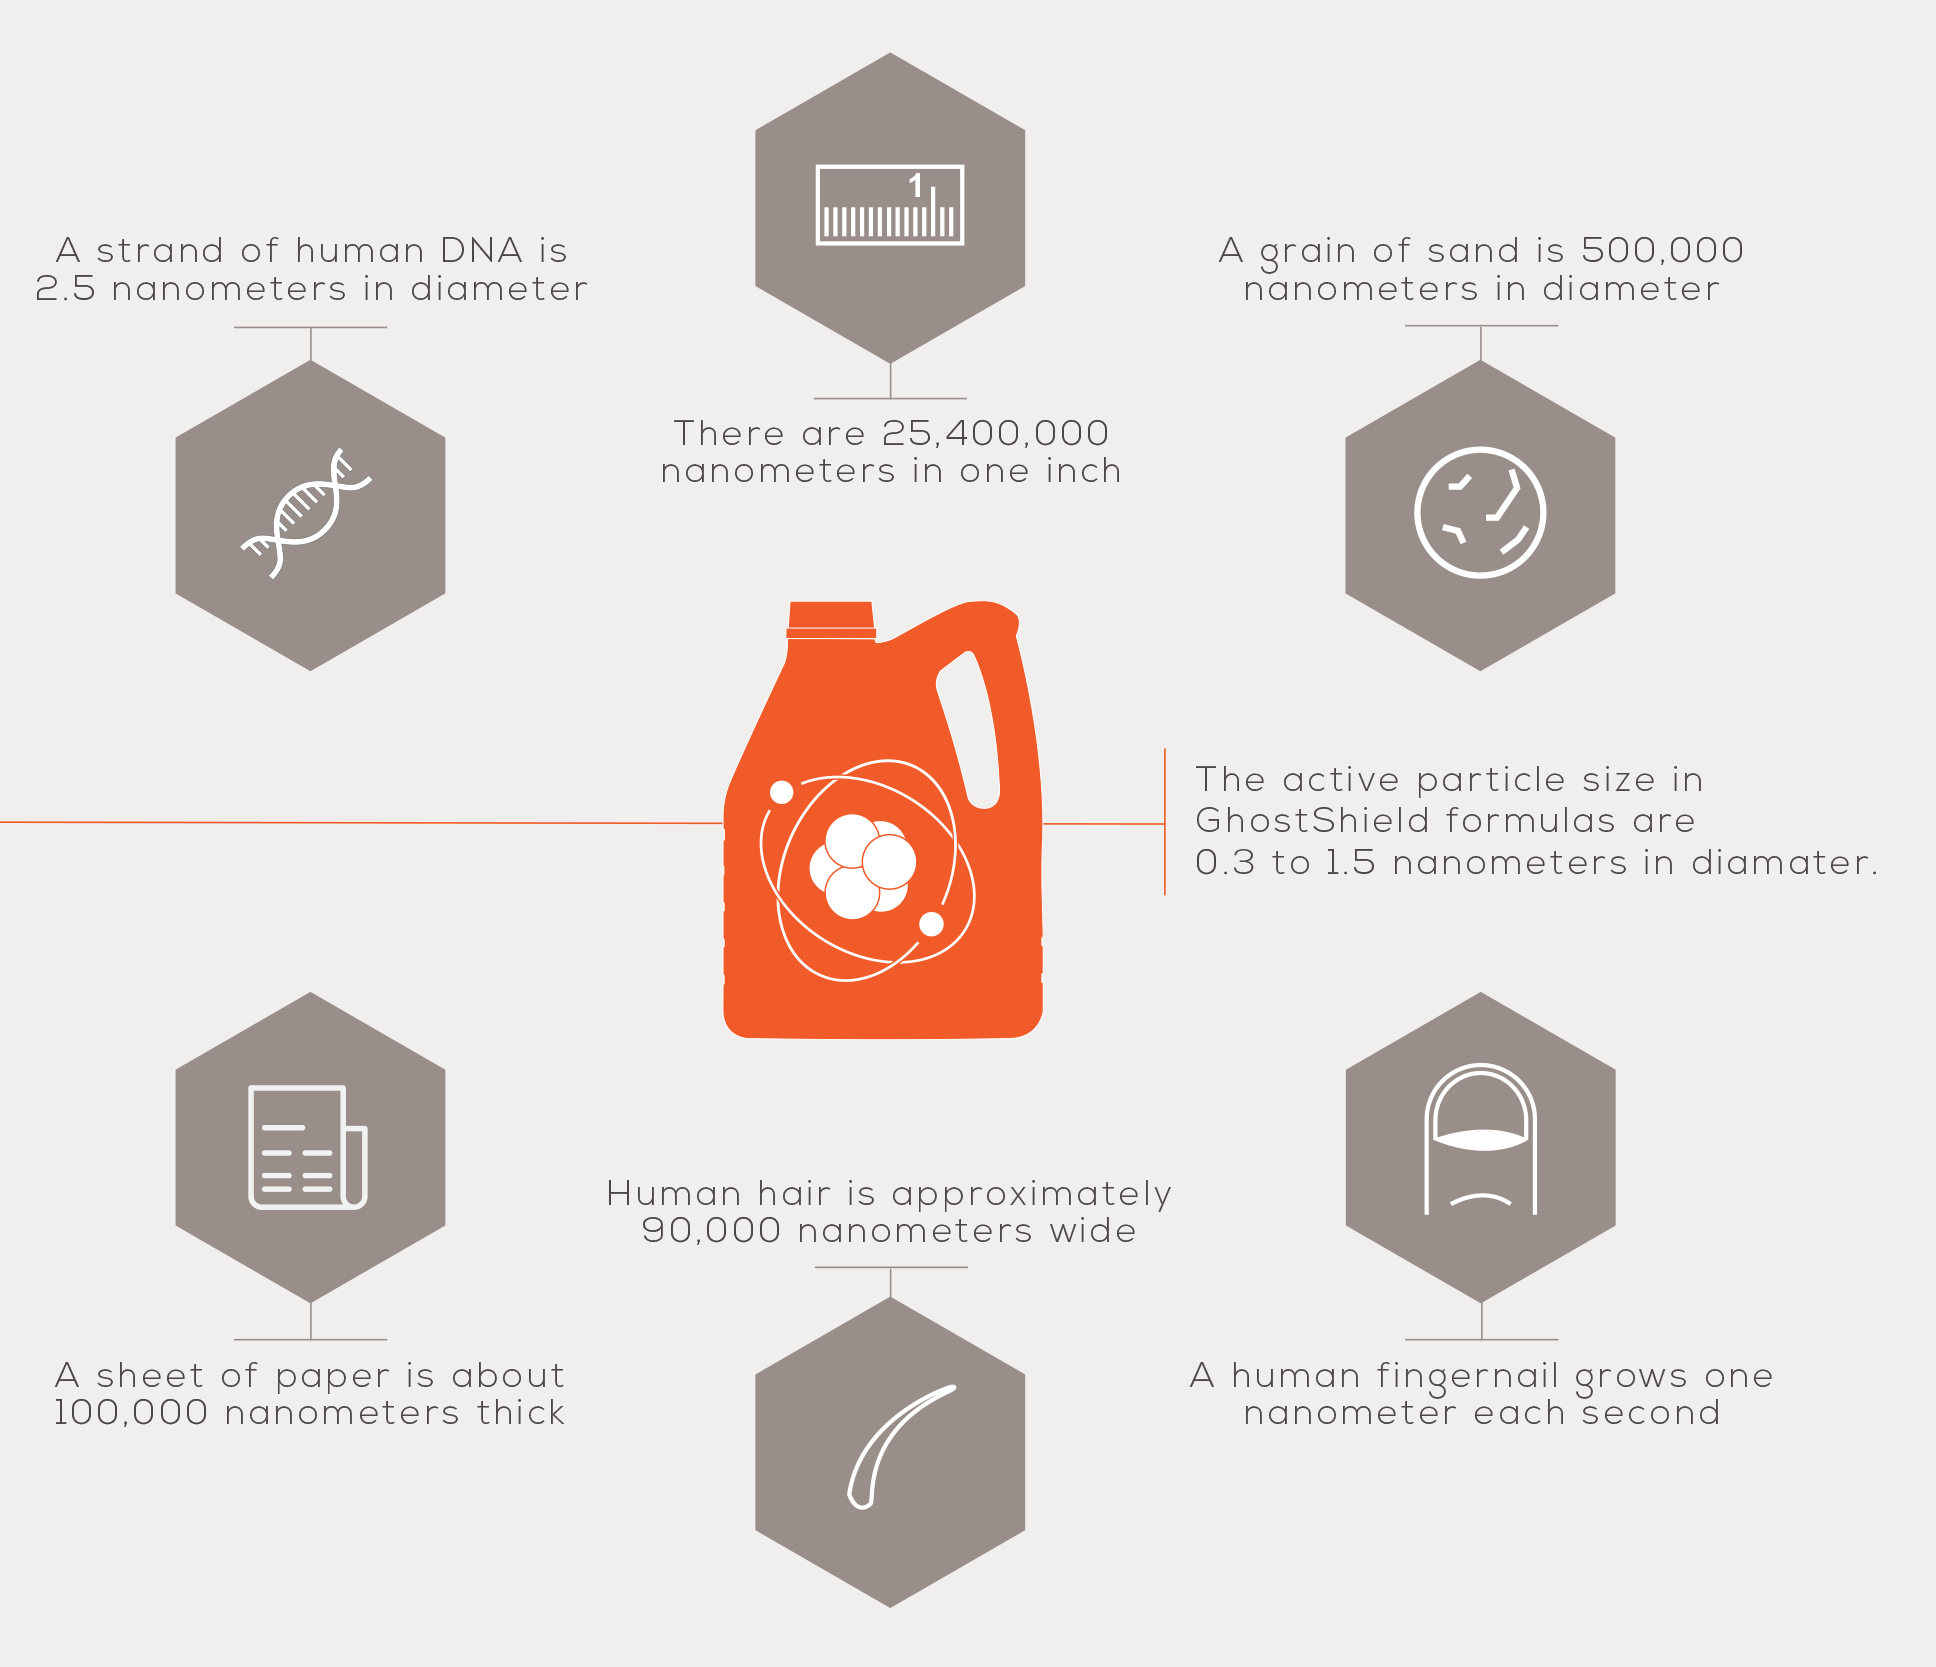 1
A strand of human DNA is
2.5 nanometers in diameter
There are 25,400,000
nanometers in one inch
A grain of sand is 500,000
nanometers in diameter
The active particle size in
GhostShield formulas are
0.3 to 1.5 nanometers in diamater.
A sheet of paper is about
100,000 nanometers thick
Human hair is approximately
90,000 nanometers wide
A human fingernail grows one
nanometer each second